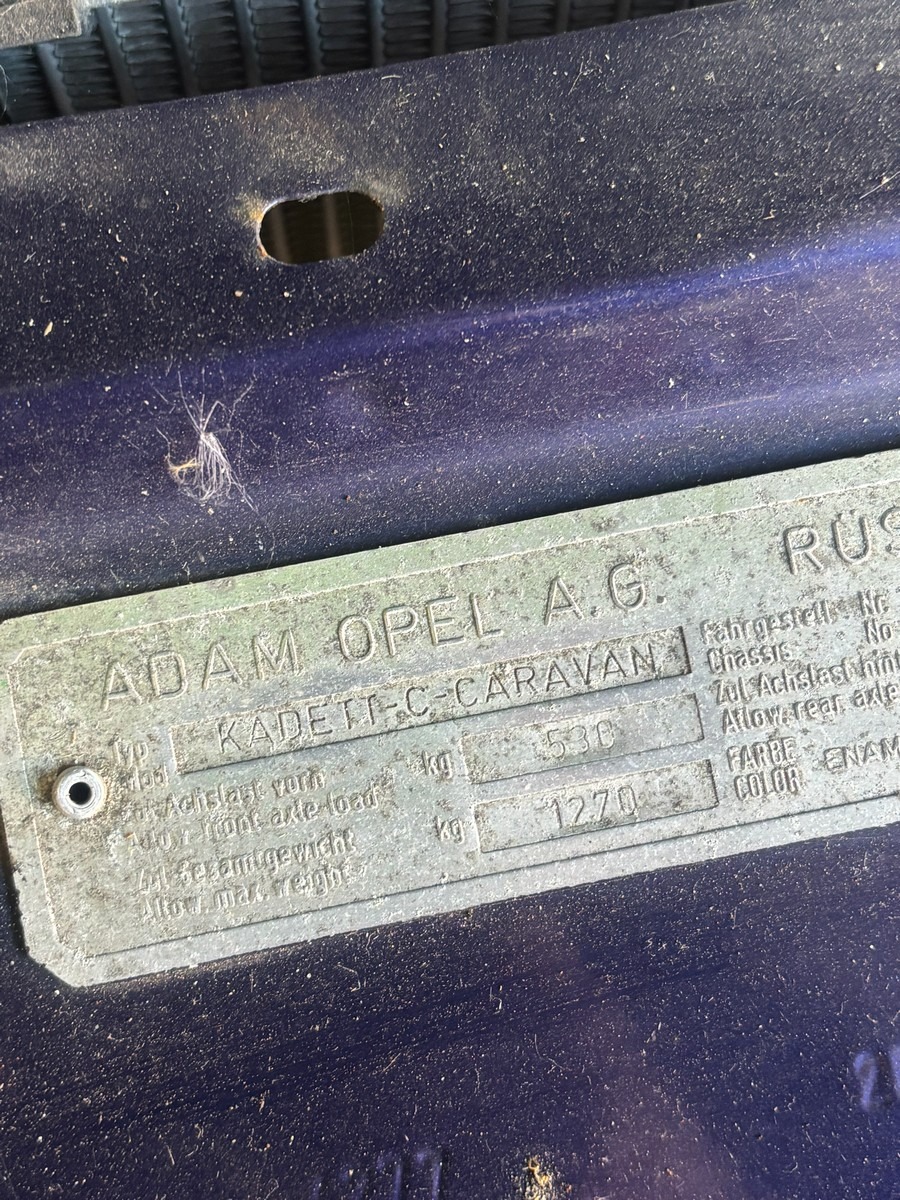 ADAM OPEL A.G. RÜS
Typ KADETT-C-CARAVAN Fahrgestell Nr
Chassis No
Zul. Achslast vorn kg 530 Zul. Achslast hint
Allow. front axle-load Allow. rear axle
Zul. Gesamtgewicht kg 1270 FARBE
Allow. max. weight COLOR ENAM